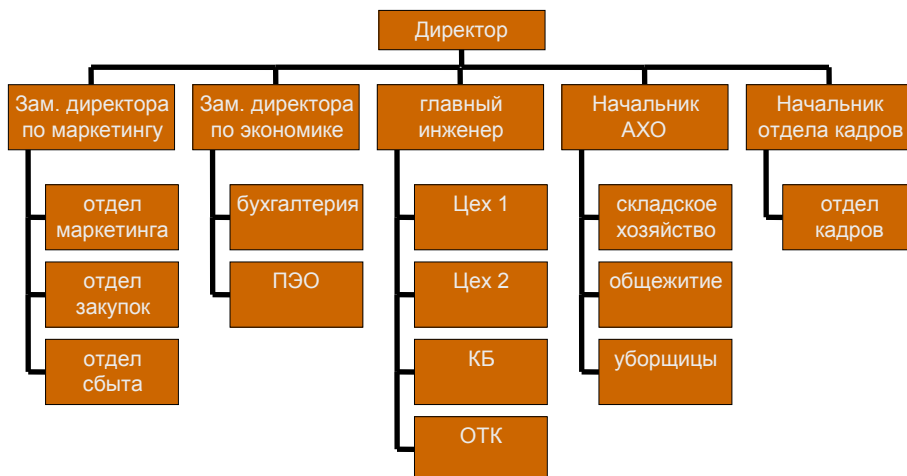 Директор
Зам. директора
по маркетингу
Зам. директора
по экономике
главный
инженер
Начальник
АХО
Начальник
отдела кадров
отдел
маркетинга
бухгалтерия
Цех 1
складское
хозяйство
отдел
кадров
отдел
закупок
ПЭО
Цех 2
общежитие
отдел
сбыта
КБ
уборщицы
ОТК